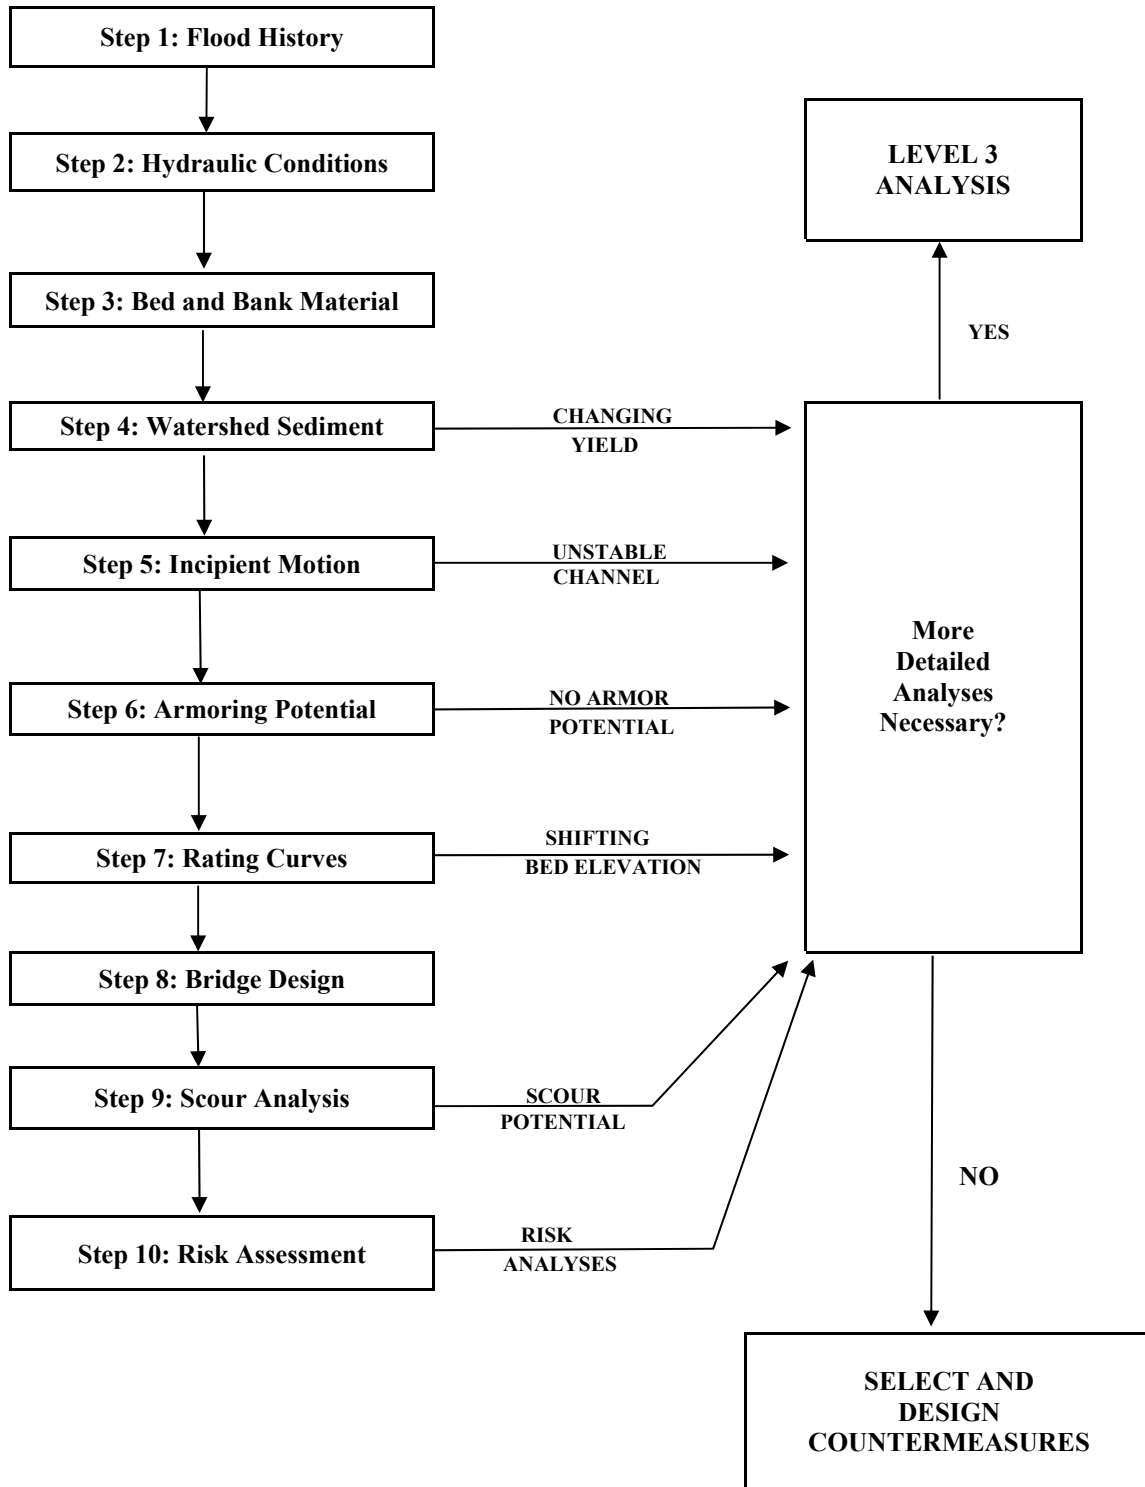 Step 1: Flood History
Step 2: Hydraulic Conditions
Step 3: Bed and Bank Material
Step 4: Watershed Sediment
Step 5: Incipient Motion
Step 6: Armoring Potential
Step 7: Rating Curves
Step 8: Bridge Design
Step 9: Scour Analysis
Step 10: Risk Assessment
CHANGING
YIELD
UNSTABLE
CHANNEL
NO ARMOR
POTENTIAL
SHIFTING
BED ELEVATION
SCOUR
POTENTIAL
RISK
ANALYSES
LEVEL 3
ANALYSIS
YES
More
Detailed
Analyses
Necessary?
NO
SELECT AND
DESIGN
COUNTERMEASURES